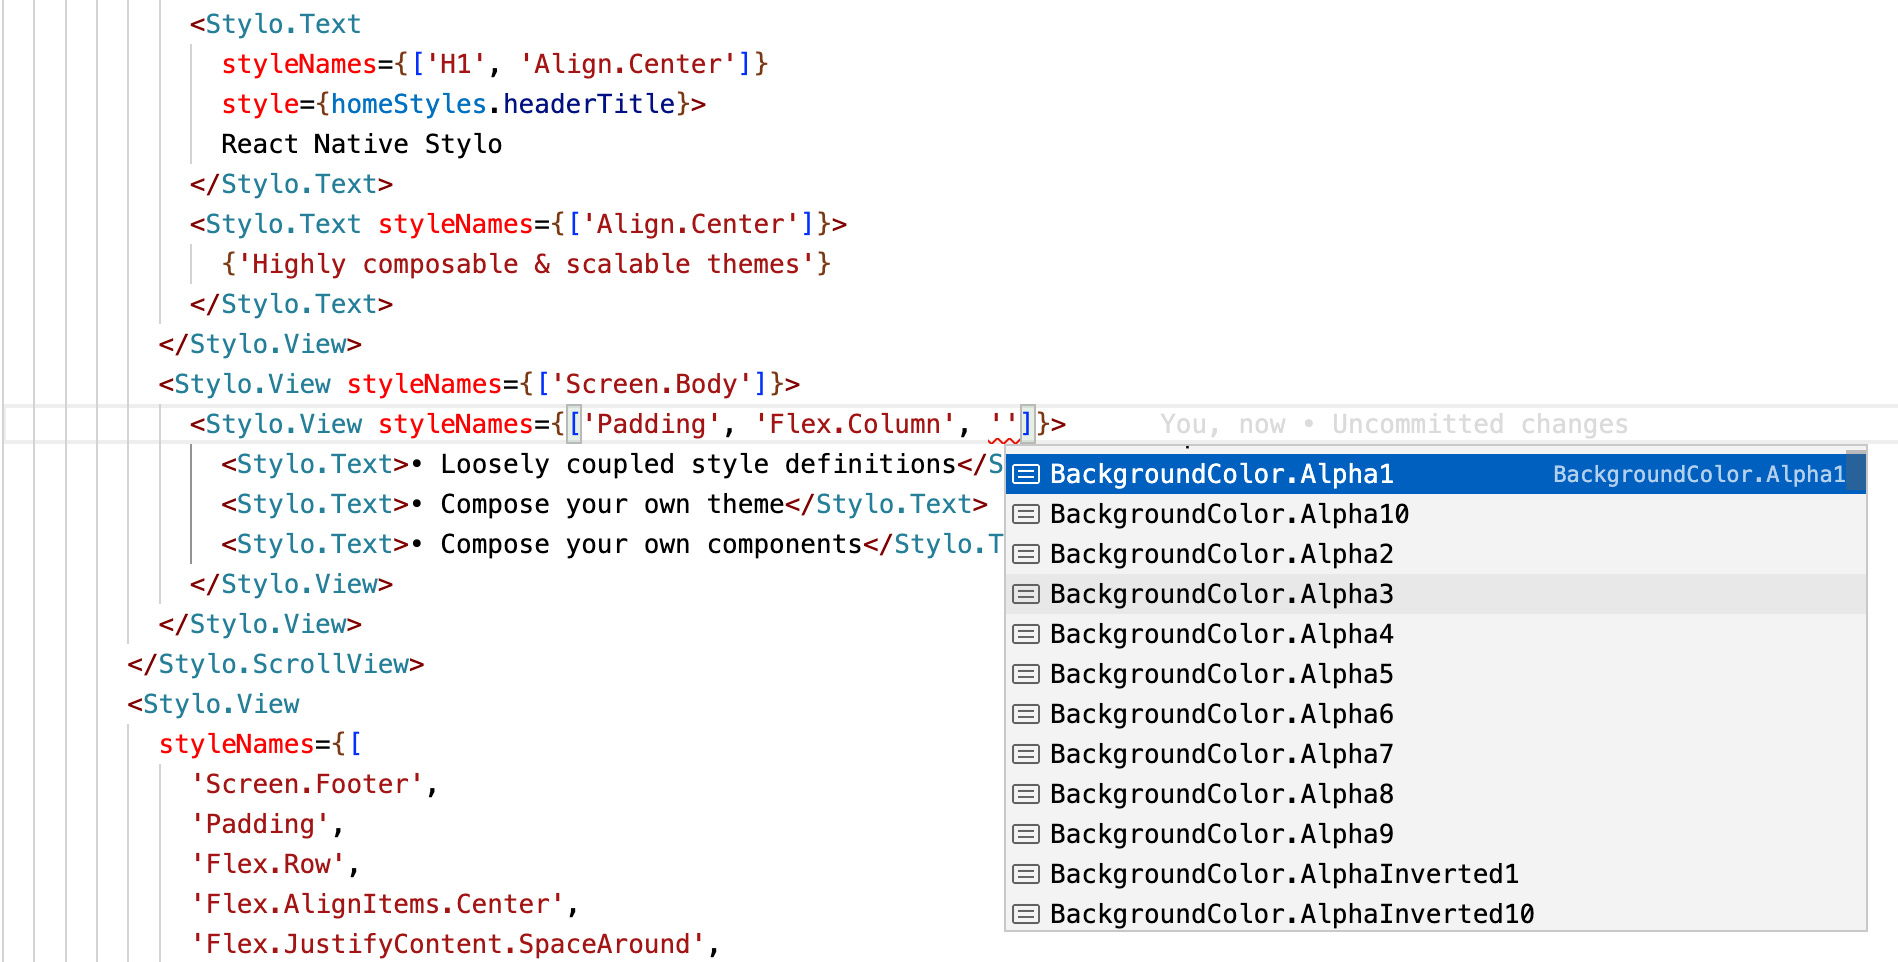 <Stylo.Text
styleNames={['H1', 'Align.Center']}
style={homeStyles.headerTitle}>
React Native Stylo
</Stylo.Text>
<Stylo.Text styleNames={['Align.Center']}>
{'Highly composable & scalable themes'}
</Stylo.Text>
</Stylo.View>
<Stylo.View styleNames={['Screen.Body']}>
<Stylo.View styleNames={['Padding', 'Flex.Column', '']}> You, now • Uncommitted changes
<Stylo.Text>• Loosely coupled style definitions</S
<Stylo.Text>• Compose your own theme</Stylo.Text>
<Stylo.Text>• Compose your own components</Stylo.T
</Stylo.View>
</Stylo.View>
</Stylo.ScrollView>
<Stylo.View
styleNames={[
'Screen.Footer',
'Padding',
'Flex.Row',
'Flex.AlignItems.Center',
'Flex.JustifyContent.SpaceAround',
BackgroundColor.Alpha1 BackgroundColor.Alpha1
BackgroundColor.Alpha10
BackgroundColor.Alpha2
BackgroundColor.Alpha3
BackgroundColor.Alpha4
BackgroundColor.Alpha5
BackgroundColor.Alpha6
BackgroundColor.Alpha7
BackgroundColor.Alpha8
BackgroundColor.Alpha9
BackgroundColor.AlphaInverted1
BackgroundColor.AlphaInverted10